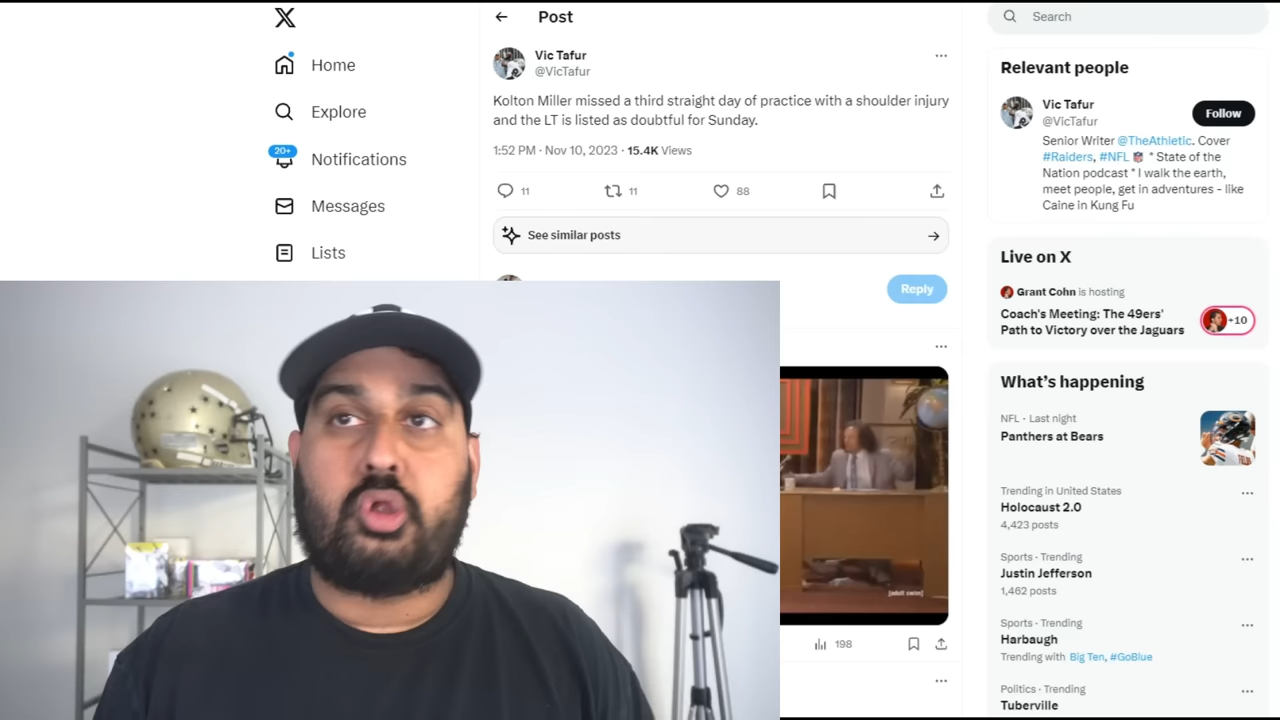 Home
Explore
20+
Notifications
Messages
Lists
Post
Vic Tafur
@VicTafur
Kolton Miller missed a third straight day of practice with a shoulder injury
and the LT is listed as doubtful for Sunday.
1:52 PM · Nov 10, 2023 · 15.4K Views
11
11
88
See similar posts
Reply
[adult swim]
198
Search
Relevant people
Vic Tafur
@VicTafur
Follow
Senior Writer @TheAthletic. Cover
#Raiders, #NFL * State of the
Nation podcast * I walk the earth,
meet people, get in adventures - like
Caine in Kung Fu
Live on X
Grant Cohn is hosting
Coach's Meeting: The 49ers'
Path to Victory over the Jaguars
+10
What's happening
NFL · Last night
Panthers at Bears
Trending in United States
Holocaust 2.0
4,423 posts
Sports · Trending
Justin Jefferson
1,462 posts
Sports · Trending
Harbaugh
Trending with Big Ten, #GoBlue
Politics · Trending
Tuberville